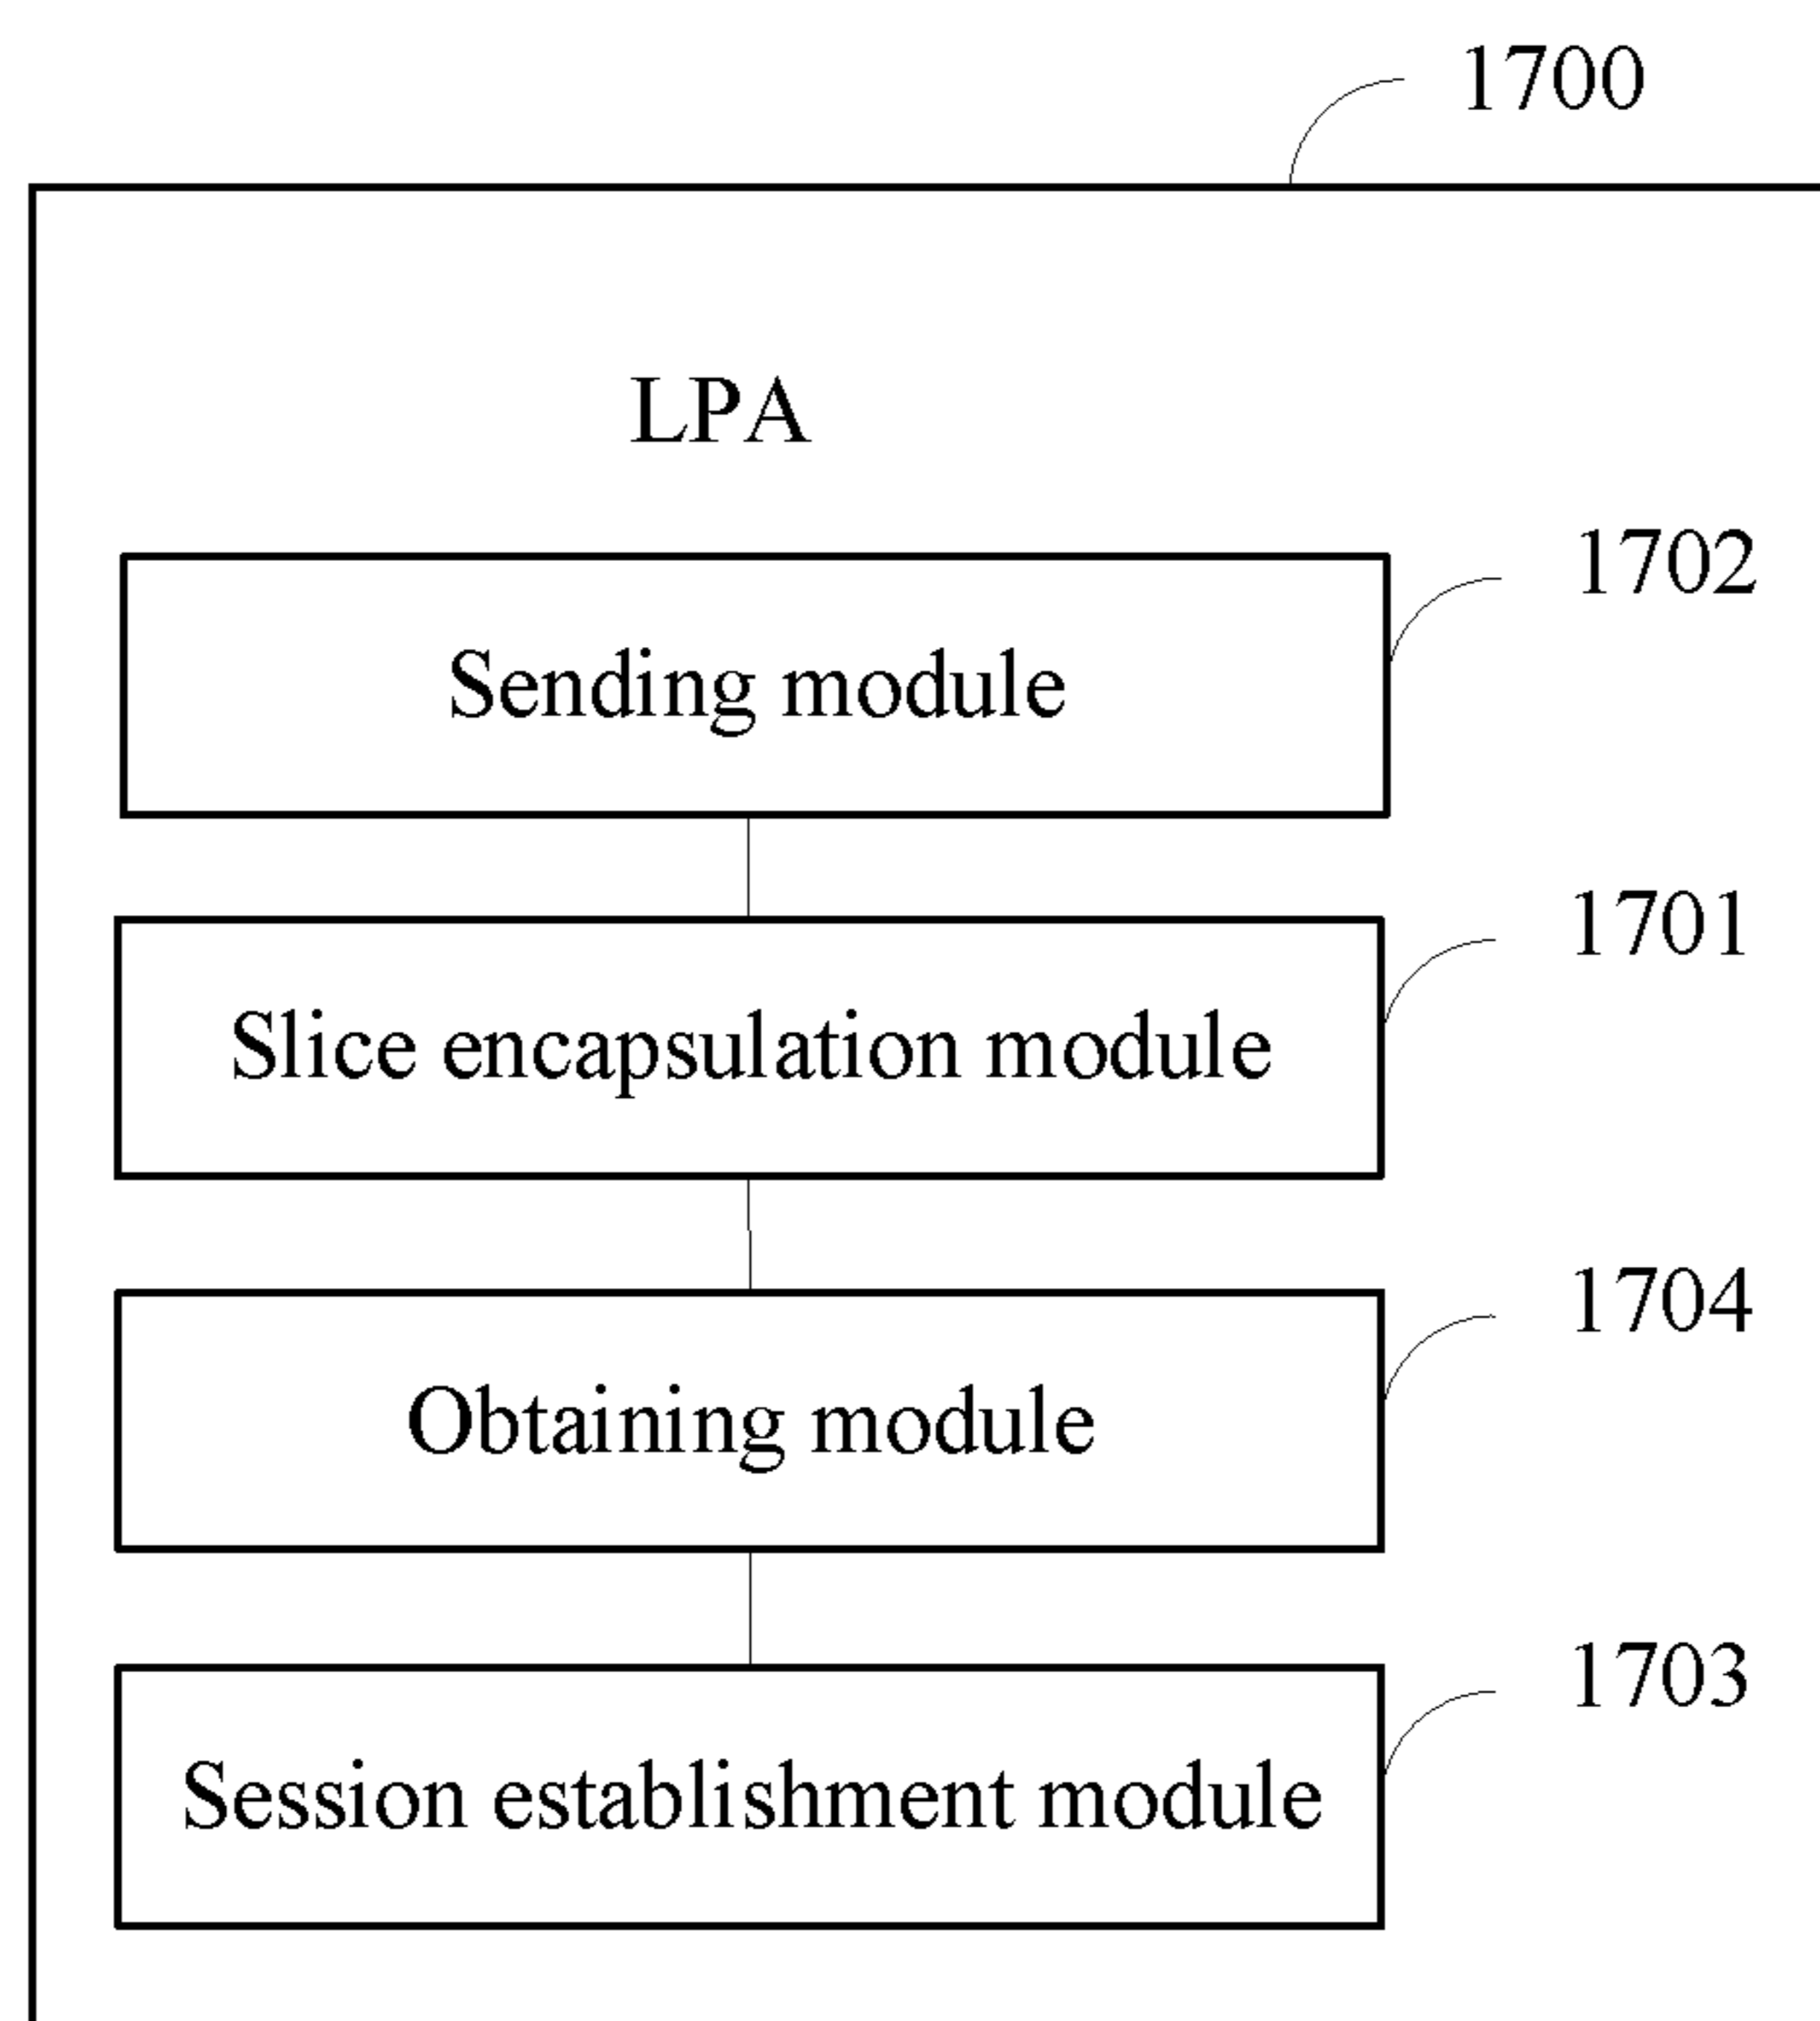 1700
LPA
1702
Sending module
1701
Slice encapsulation module
1704
Obtaining module
1703
Session establishment module